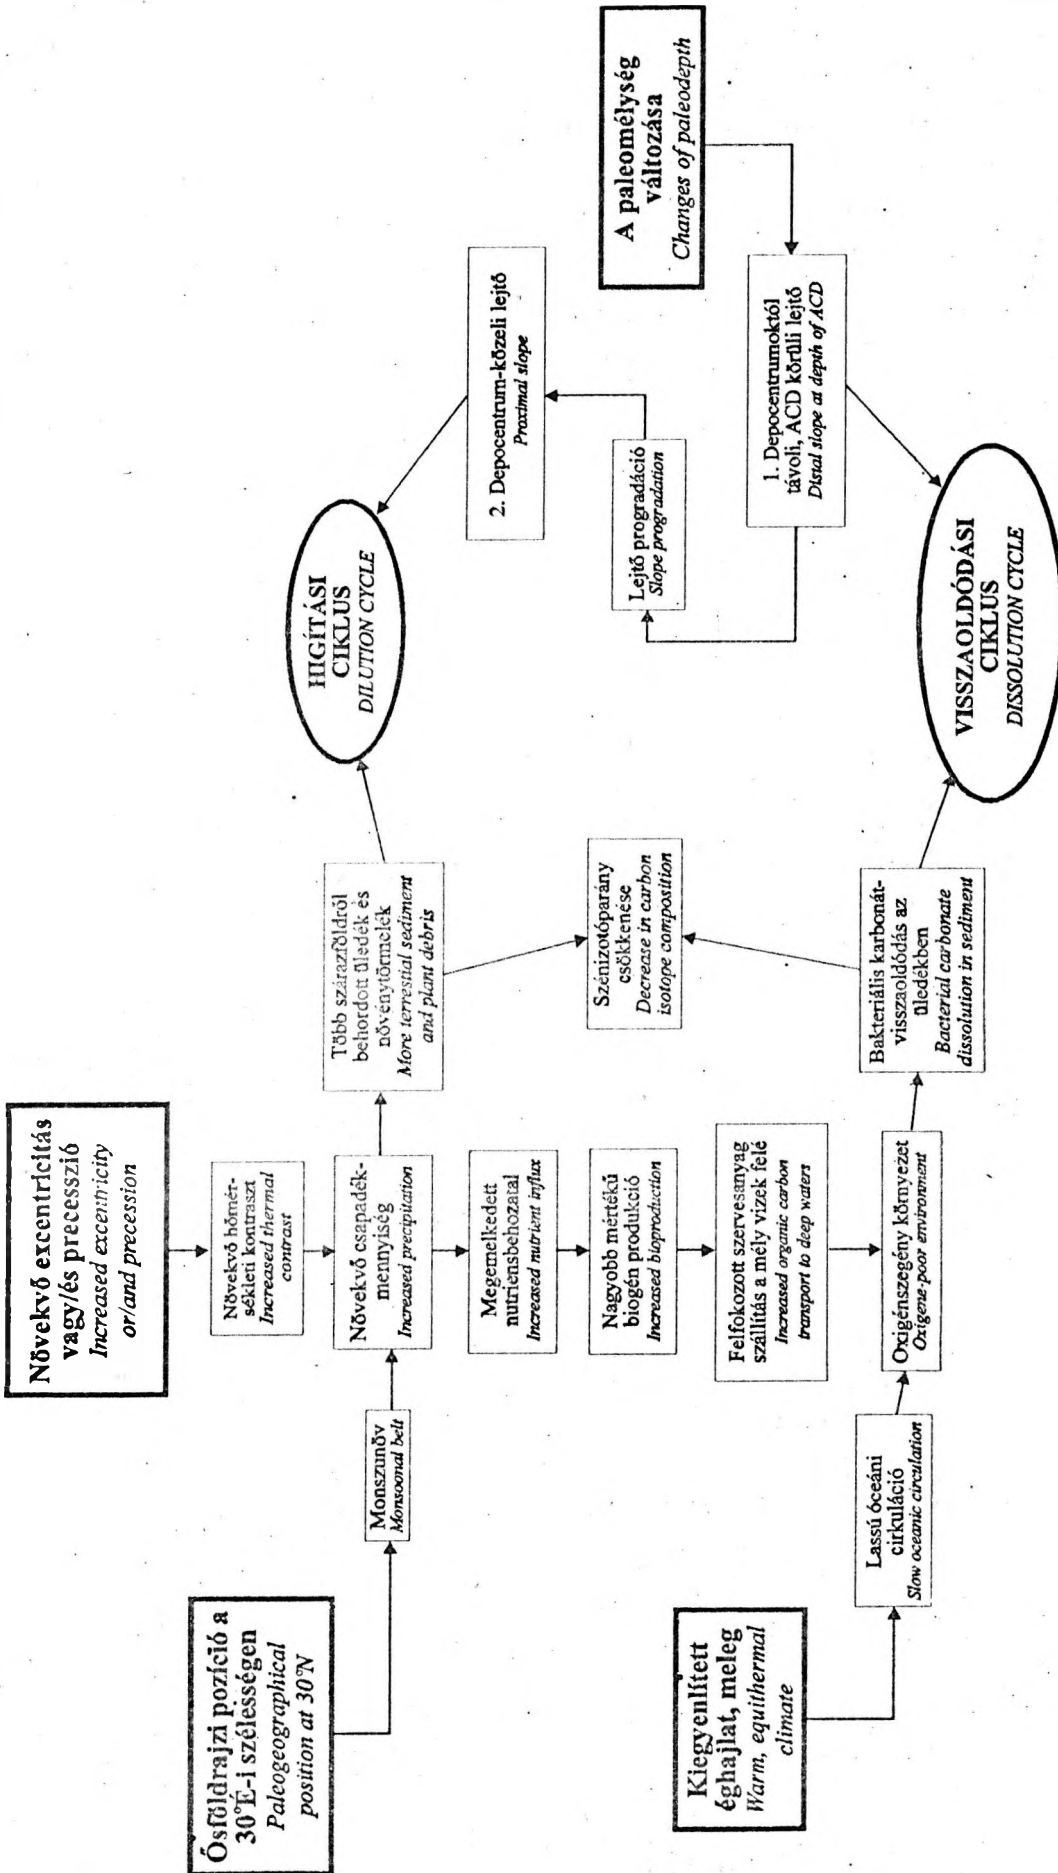 Növekvő excentricitás
vagy/és precesszió
Increased excentricity
or/and precession
Ősföldrajzi pozíció a
30°É-i szélességen
Paleogeographical
position at 30°N
Növekvő hőmér-
sékleti kontraszt
Increased thermal
contrast
Monszunöv
Monsoonal belt
Növekvő csapadék-
mennyiség
Increased precipitation
Több szárazföldről
behordott üledék és
növénytörmelék
More terrestial sediment
and plant debris
HIGÍTÁSI
CIKLUS
DILUTION CYCLE
2. Depocentrum-közeli lejtő
Proximal slope
Megemelkedett
nutriensbehozatal
Increased nutrient influx
Nagyobb mértékű
biogén produkció
Increased bioproduction
Szénizotóparány
csökkenése
Decrease in carbon
isotope composition
Lejtő progradáció
Slope progradation
A paleomélység
változása
Changes of paleodepth
Felfokozott szervesanyag
szállítás a mély vizek felé
Increased organic carbon
transport to deep waters
Kiegyenlített
éghajlat, meleg
Warm, equithermal
climate
Lassú óceáni
cirkuláció
Slow oceanic circulation
Oxigénszegény környezet
Oxigene-poor environment
Bakteriális karbonát-
visszaoldódás az
üledékben
Bacterial carbonate
dissolution in sediment
1. Depocentrumoktól
távoli, ACD körüli lejtő
Distal slope at depth of ACD
VISSZAOLDÓDÁSI
CIKLUS
DISSOLUTION CYCLE